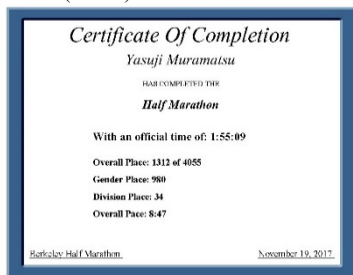 Certificate Of Completion
Yasuji Muramatsu
HAS COMPLETED THE
Half Marathon
With an official time of: 1:55:09
Overall Place: 1312 of 4055
Gender Place: 980
Division Place: 34
Overall Pace: 8:47
Berkeley Half Marathon November 19, 2017